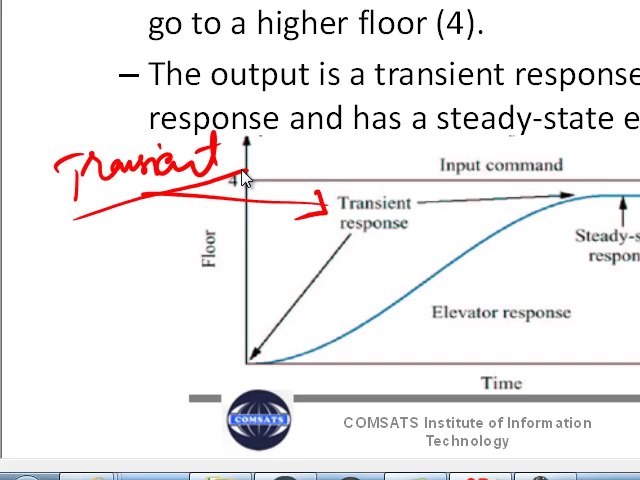 go to a higher floor (4).
– The output is a transient response
response and has a steady-state e
Transient
Input command
4
Transient
response
Steady-s
respon
Floor
Elevator response
Time
COMSATS
COMSATS Institute of Information
Technology